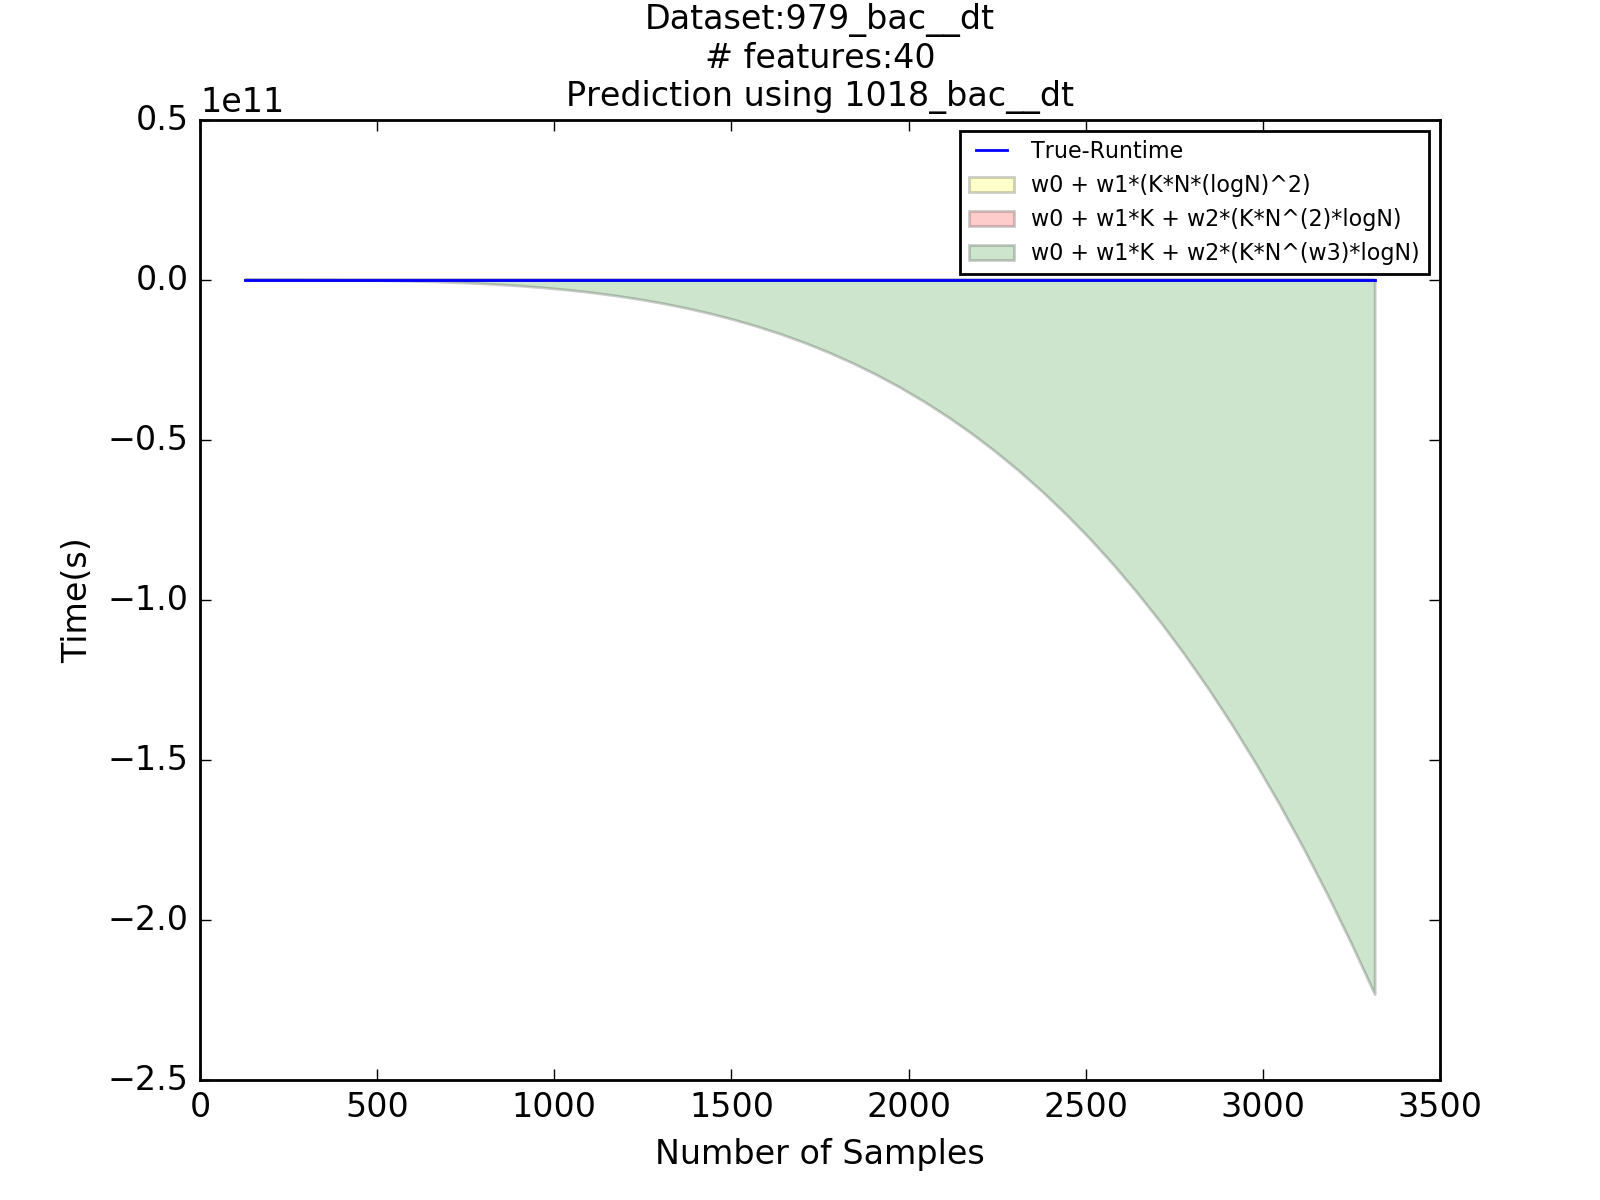 Dataset:979_bac__dt
# features:40
Prediction using 1018_bac__dt
1e11
0.5
0.0
−0.5
−1.0
−1.5
−2.0
−2.5
Time(s)
True-Runtime
w0 + w1*(K*N*(logN)^2)
w0 + w1*K + w2*(K*N^(2)*logN)
w0 + w1*K + w2*(K*N^(w3)*logN)
0 500 1000 1500 2000 2500 3000 3500
Number of Samples